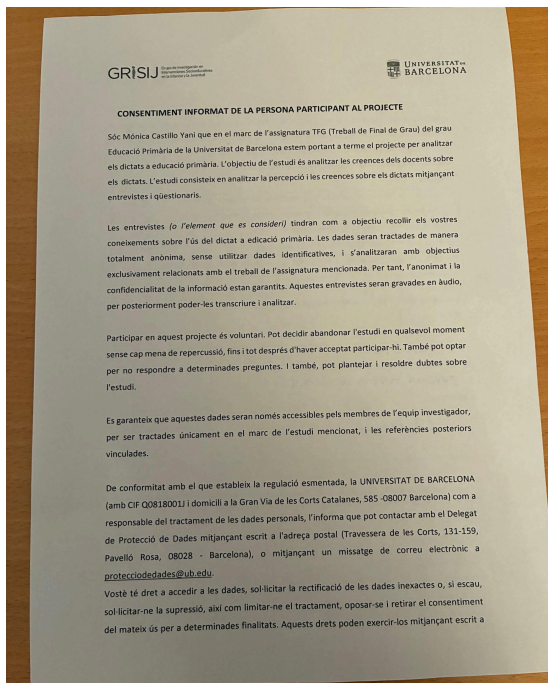 GRISIJ
Grupo de Investigación en
Intervenciones Socioeducativas
en la Infancia y la Juventud
UNIVERSITAT DE
BARCELONA
CONSENTIMENT INFORMAT DE LA PERSONA PARTICIPANT AL PROJECTE
Sóc Mónica Castillo Yani que en el marc de l'assignatura TFG (Treball de Final de Grau) del grau
Educació Primària de la Universitat de Barcelona estem portant a terme el projecte per analitzar
els dictats a educació primària. L'objectiu de l'estudi és analitzar les creences dels docents sobre
els dictats. L'estudi consisteix en analitzar la percepció i les creences sobre els dictats mitjançant
entrevistes i qüestionaris.
Les entrevistes (o l'element que es consideri) tindran com a objectiu recollir els vostres
coneixements sobre l'ús del dictat a edicació primària. Les dades seran tractades de manera
totalment anònima, sense utilitzar dades identificatives, i s'analitzaran amb objectius
exclusivament relacionats amb el treball de l'assignatura mencionada. Per tant, l'anonimat i la
confidencialitat de la informació estan garantits. Aquestes entrevistes seran gravades en àudio,
per posteriorment poder-les transcriure i analitzar.
Participar en aquest projecte és voluntari. Pot decidir abandonar l'estudi en qualsevol moment
sense cap mena de repercussió, fins i tot després d'haver acceptat participar-hi. També pot optar
per no respondre a determinades preguntes. I també, pot plantejar i resoldre dubtes sobre
l'estudi.
Es garanteix que aquestes dades seran només accessibles pels membres de l'equip investigador,
per ser tractades únicament en el marc de l'estudi mencionat, i les referències posteriors
vinculades.
De conformitat amb el que estableix la regulació esmentada, la UNIVERSITAT DE BARCELONA
(amb CIF Q0818001J i domicili a la Gran Via de les Corts Catalanes, 585 -08007 Barcelona) com a
responsable del tractament de les dades personals, l'informa que pot contactar amb el Delegat
de Protecció de Dades mitjançant escrit a l'adreça postal (Travessera de les Corts, 131-159,
Pavelló Rosa, 08028 - Barcelona), o mitjançant un missatge de correu electrònic a
protecciodedades@ub.edu.
Vostè té dret a accedir a les dades, sol·licitar la rectificació de les dades inexactes o, si escau,
sol·licitar-ne la supressió, així com limitar-ne el tractament, oposar-se i retirar el consentiment
del mateix ús per a determinades finalitats. Aquests drets poden exercir-los mitjançant escrit a